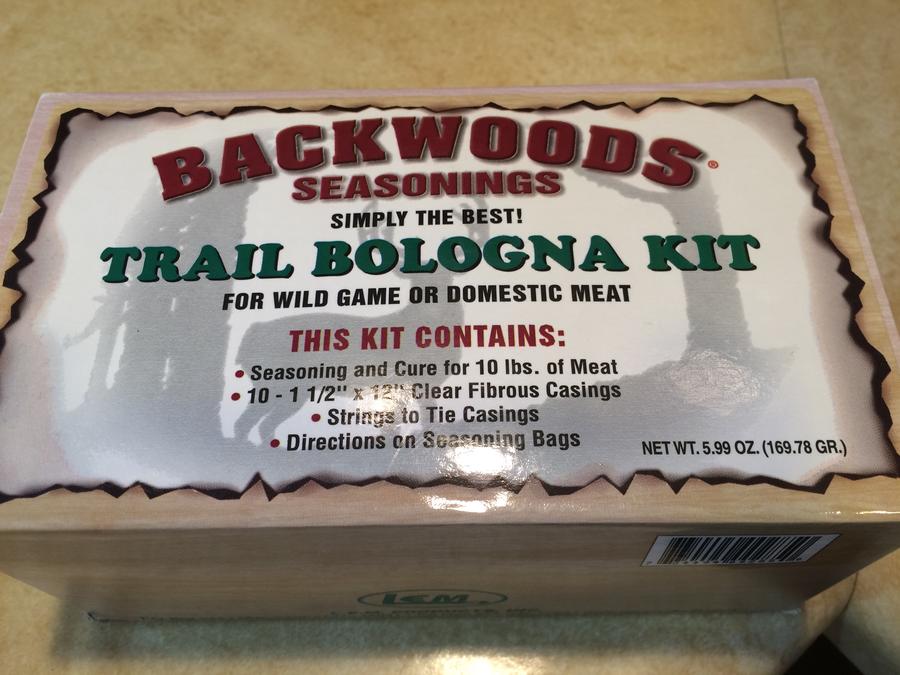 BACKWOODS®
SEASONINGS
SIMPLY THE BEST!
TRAIL BOLOGNA KIT
FOR WILD GAME OR DOMESTIC MEAT
THIS KIT CONTAINS:
• Seasoning and Cure for 10 lbs. of Meat
• 10 - 1 1/2" x 12" Clear Fibrous Casings
• Strings to Tie Casings
• Directions on Seasoning Bags
NET WT. 5.99 OZ. (169.78 GR.)
LEM